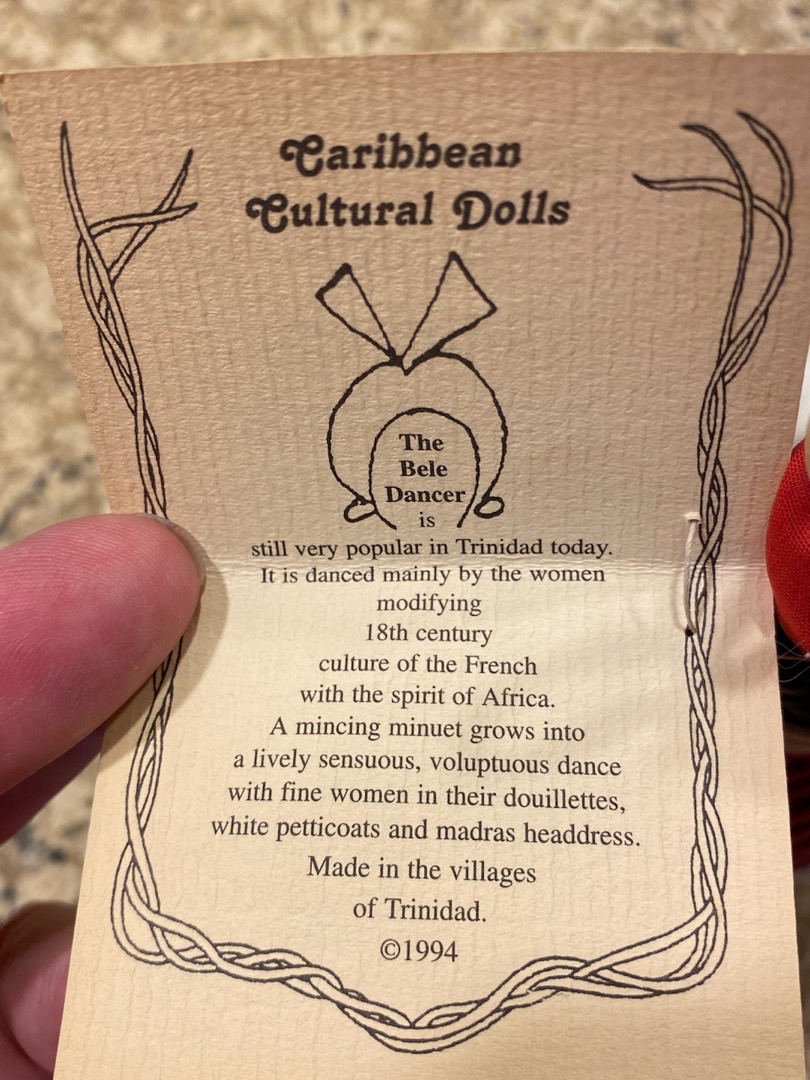 Caribbean
Cultural Dolls
The
Bele
Dancer
is
still very popular in Trinidad today.
It is danced mainly by the women
modifying
18th century
culture of the French
with the spirit of Africa.
A mincing minuet grows into
a lively sensuous, voluptuous dance
with fine women in their douillettes,
white petticoats and madras headdress.
Made in the villages
of Trinidad.
©1994